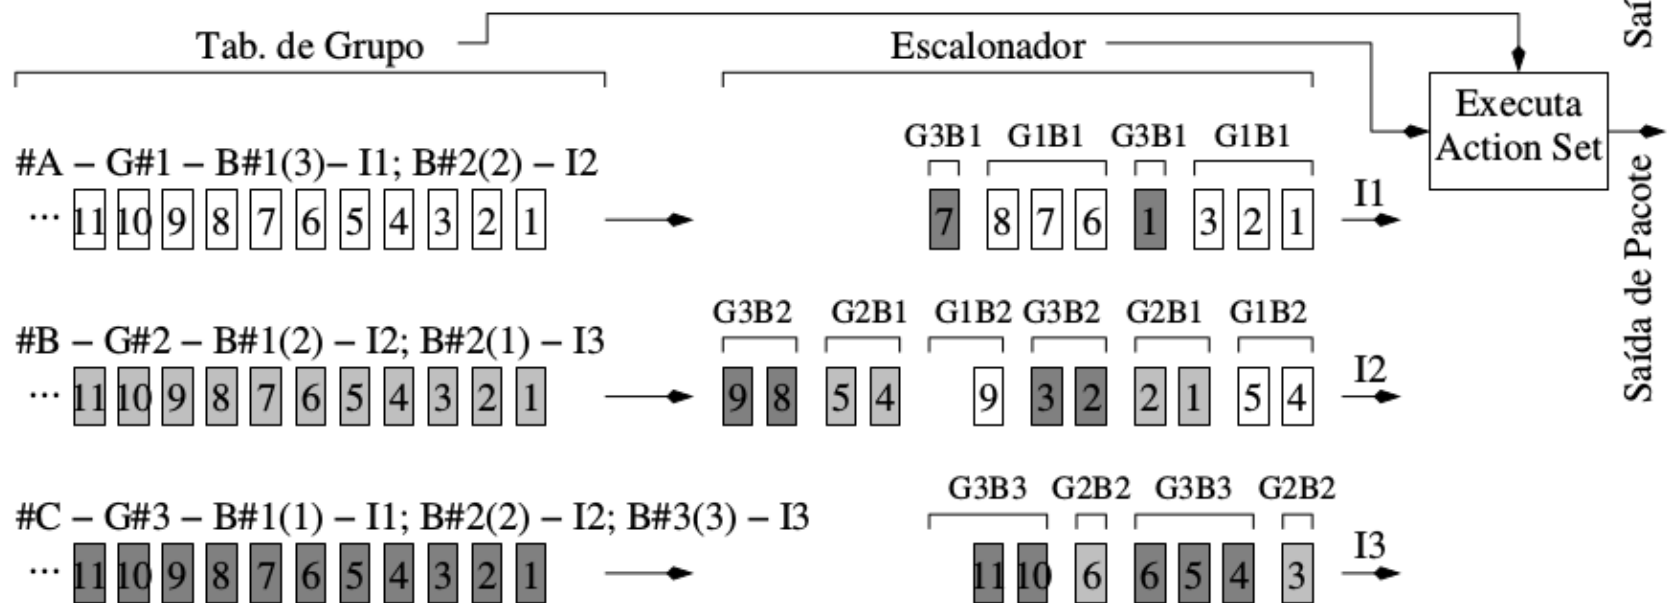 Tab. de Grupo
Escalonador
Executa
Action Set
Saída de Pacote
Saí
#A – G#1 – B#1(3)– I1; B#2(2) – I2
... 11 10 9 8 7 6 5 4 3 2 1
G3B1 G1B1 G3B1 G1B1
7 8 7 6 1 3 2 1
I1
#B – G#2 – B#1(2) – I2; B#2(1) – I3
... 11 10 9 8 7 6 5 4 3 2 1
G3B2 G2B1 G1B2 G3B2 G2B1 G1B2
9 8 5 4 9 3 2 2 1 5 4
I2
#C – G#3 – B#1(1) – I1; B#2(2) – I2; B#3(3) – I3
... 11 10 9 8 7 6 5 4 3 2 1
G3B3 G2B2 G3B3 G2B2
11 10 6 6 5 4 3
I3